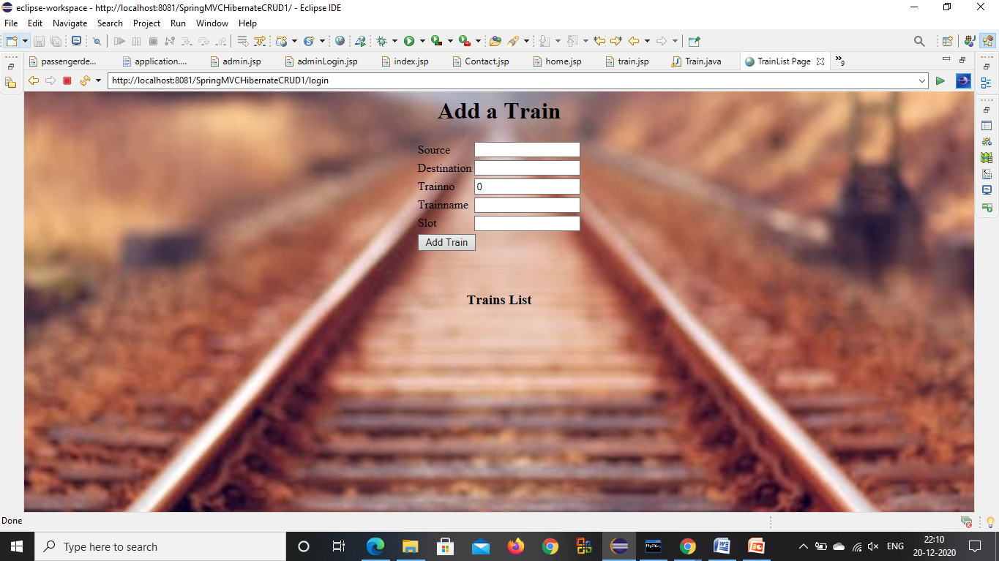 eclipse-workspace - http://localhost:8081/SpringMVCHibernateCRUD1/ - Eclipse IDE
File Edit Navigate Search Project Run Window Help
passengerde... application.... admin.jsp adminLogin.jsp index.jsp Contact.jsp home.jsp train.jsp Train.java TrainList Page »9
http://localhost:8081/SpringMVCHibernateCRUD1/login
Add a Train
Source
Destination
Trainno 0
Trainname
Slot
Add Train
Trains List
Done
Type here to search
ENG
22:10
20-12-2020